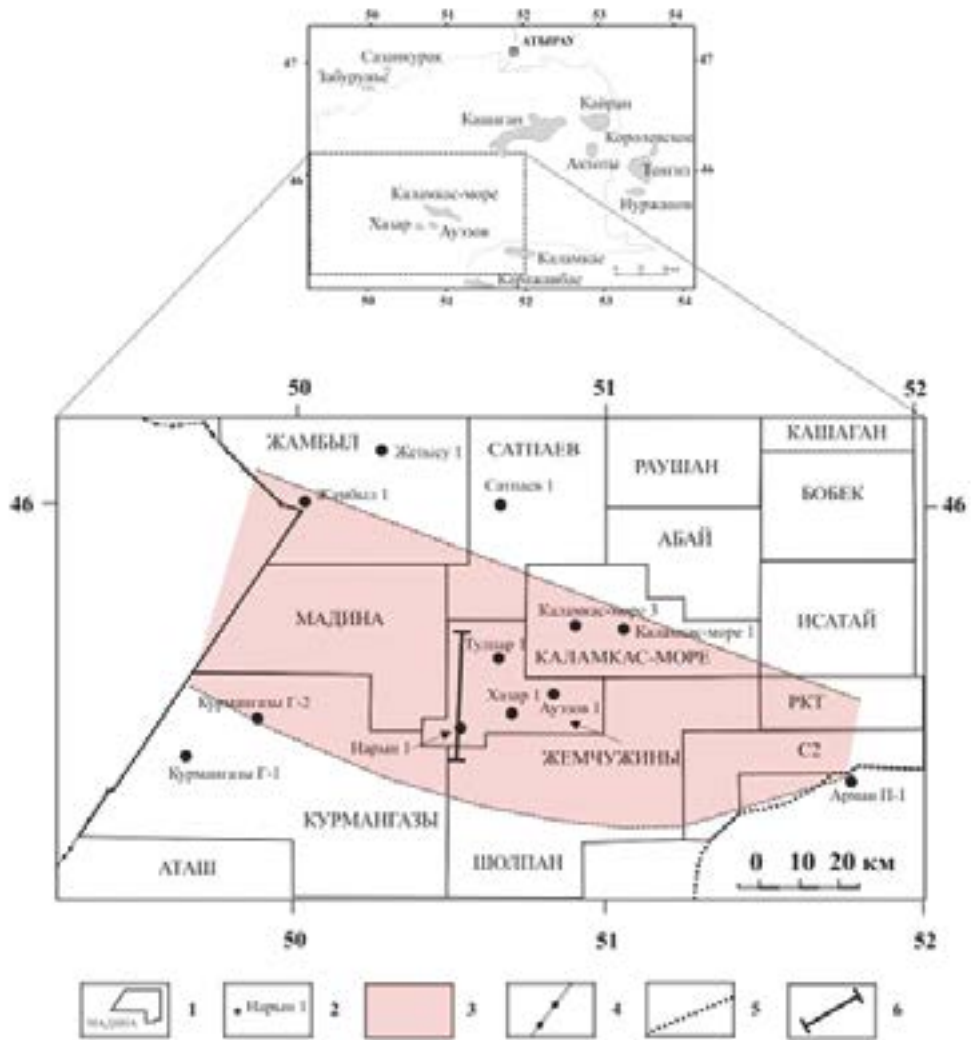 50 51 52 53 54
АТЫРАУ
47 47
Сазанкурак
Забурунье
Кайран
Кашаган
Королевское
Актоты
Тенгиз
46 46
Нуржанов
Каламкас-море
Хазар
Ауэзов
Каламкас
Каражанбас
50 51 52 53 54
50 51 52
ЖАМБЫЛ
Жетысу 1
САТПАЕВ
КАШАГАН
РАУШАН
БОБЕК
46 46
Жамбыл 1
Сатпаев 1
АБАЙ
МАДИНА
Каламкас-море 3
Каламкас-море 1
ИСАТАЙ
Тулпар 1
КАЛАМКАС-МОРЕ
Курмангазы Г-2
Хазар 1
Ауэзов 1
РКТ
Нарын 1
ЖЕМЧУЖИНЫ
С2
Курмангазы Г-1
Арман П-1
КУРМАНГАЗЫ
АТАШ
ШОЛПАН
0 10 20 км
50 51 52
МАДИНА 1
Нарын 1 2
3
4
5
6